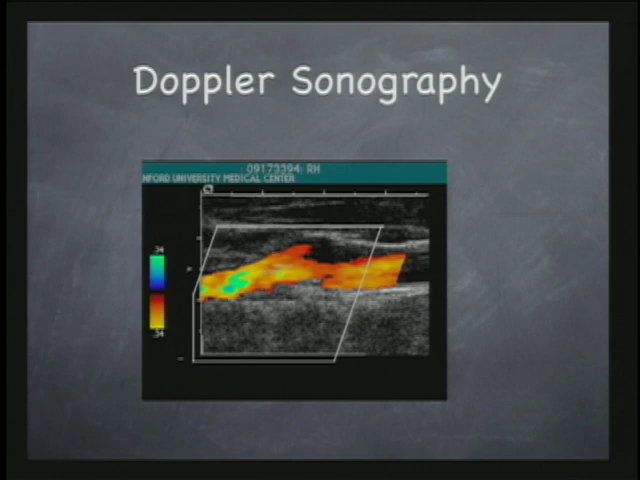 Doppler Sonography
09173394: RH
NFORD UNIVERSITY MEDICAL CENTER
.34
.34